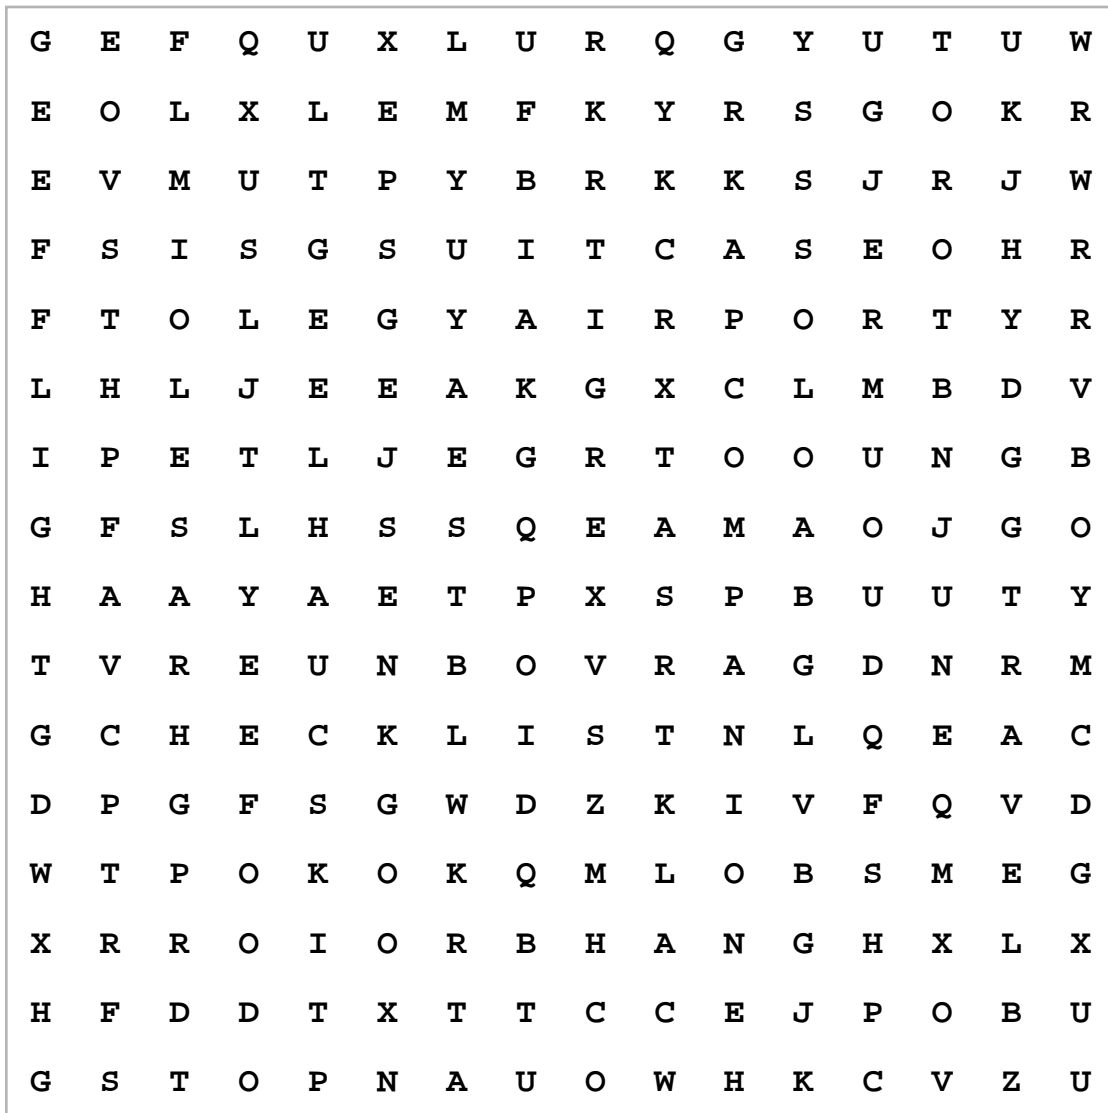 G E F Q U X L U R Q G Y U T U W
E O L X L E M F K Y R S G O K R
E V M U T P Y B R K K S J R J W
F S I S G S U I T C A S E O H R
F T O L E G Y A I R P O R T Y R
L H L J E E A K G X C L M B D V
I P E T L J E G R T O O U N G B
G F S L H S S Q E A M A O J G O
H A A Y A E T P X S P B U U T Y
T V R E U N B O V R A G D N R M
G C H E C K L I S T N L Q E A C
D P G F S G W D Z K I V F Q V D
W T P O K O K Q M L O B S M E G
X R R O I O R B H A N G H X L X
H F D D T X T T C C E J P O B U
G S T O P N A U O W H K C V Z U